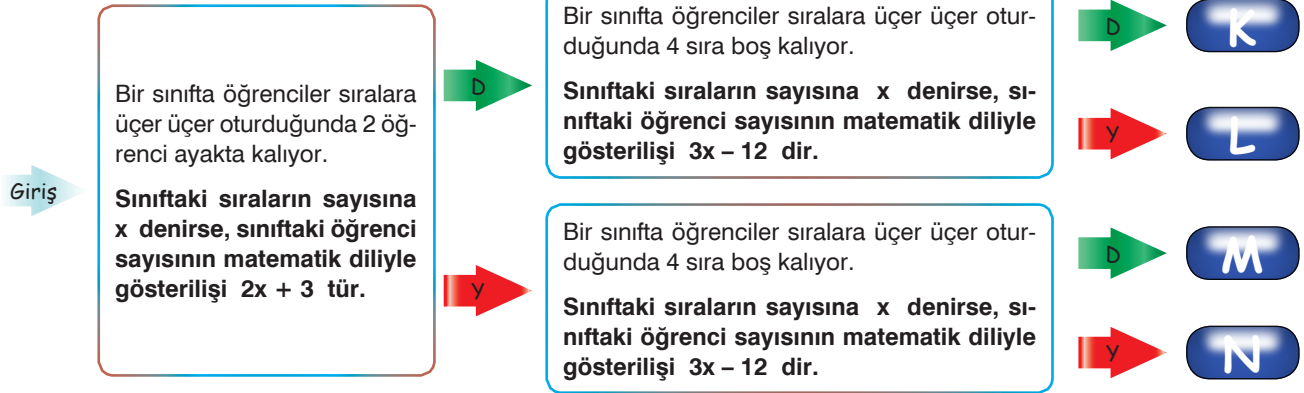 Giriş
Bir sınıfta öğrenciler sıralara
üçer üçer oturduğunda 2 öğ-
renci ayakta kalıyor.
Sınıftaki sıraların sayısına
x denirse, sınıftaki öğrenci
sayısının matematik diliyle
gösterilişi 2x + 3 tür.
D
Bir sınıfta öğrenciler sıralara üçer üçer otur-
duğunda 4 sıra boş kalıyor.
Sınıftaki sıraların sayısına x denirse, sı-
nıftaki öğrenci sayısının matematik diliyle
gösterilişi 3x – 12 dir.
D
K
Y
L
Y
Bir sınıfta öğrenciler sıralara üçer üçer otur-
duğunda 4 sıra boş kalıyor.
Sınıftaki sıraların sayısına x denirse, sı-
nıftaki öğrenci sayısının matematik diliyle
gösterilişi 3x – 12 dir.
D
M
Y
N